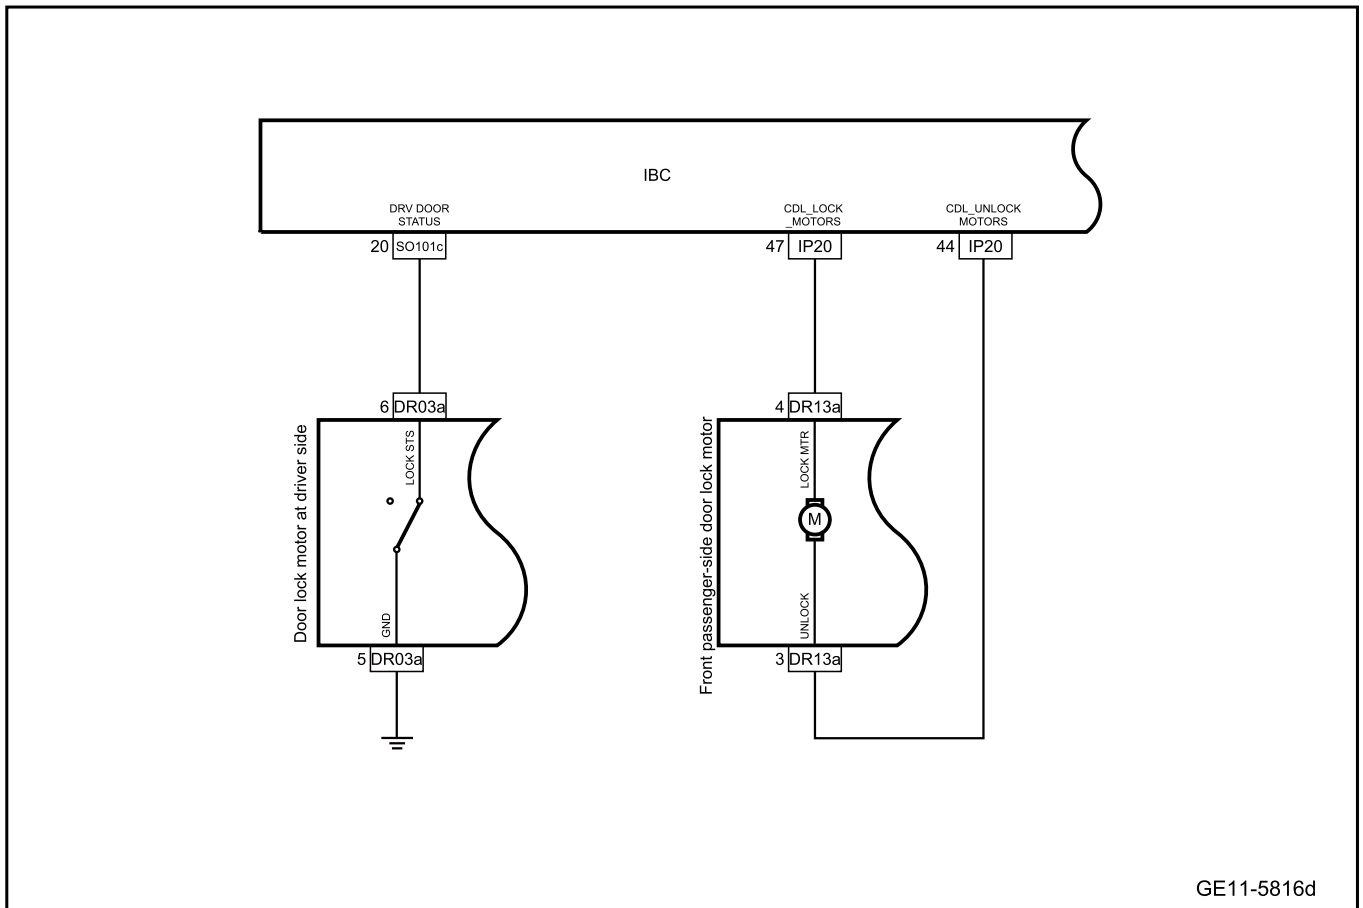 IBC
DRV DOOR
STATUS
CDL_LOCK
_MOTORS
CDL_UNLOCK
MOTORS
20 SO101c
47 IP20
44 IP20
6 DR03a
4 DR13a
Door lock motor at driver side
LOCK STS
GND
Front passenger-side door lock motor
LOCK MTR
M
UNLOCK
5 DR03a
3 DR13a
GE11-5816d